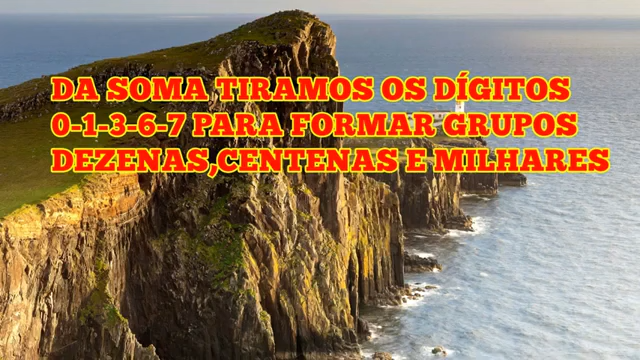 DA SOMA TIRAMOS OS DÍGITOS
0-1-3-6-7 PARA FORMAR GRUPOS
DEZENAS,CENTENAS E MILHARES